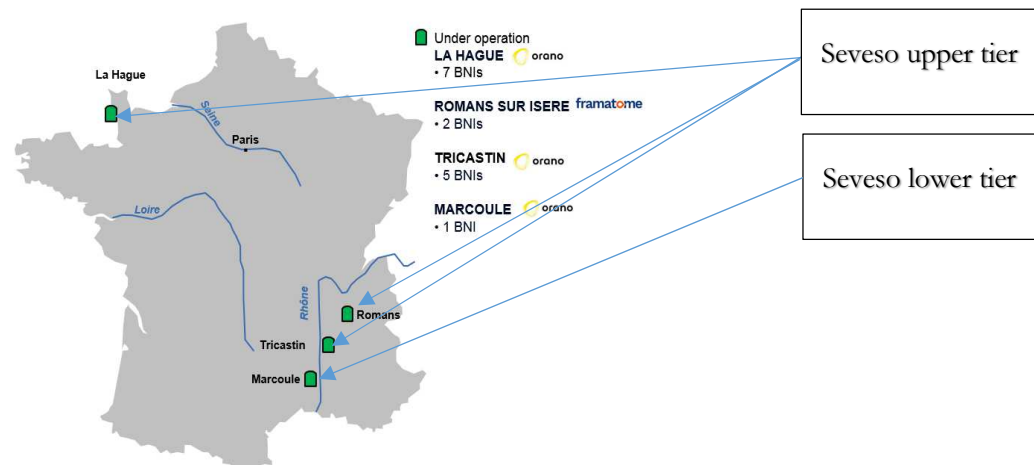 La Hague
Seine
Paris
Loire
Rhône
Romans
Tricastin
Marcoule
Under operation
LA HAGUE orano
• 7 BNIs
ROMANS SUR ISERE framatome
• 2 BNIs
TRICASTIN orano
• 5 BNIs
MARCOULE orano
• 1 BNI
Seveso upper tier
Seveso lower tier